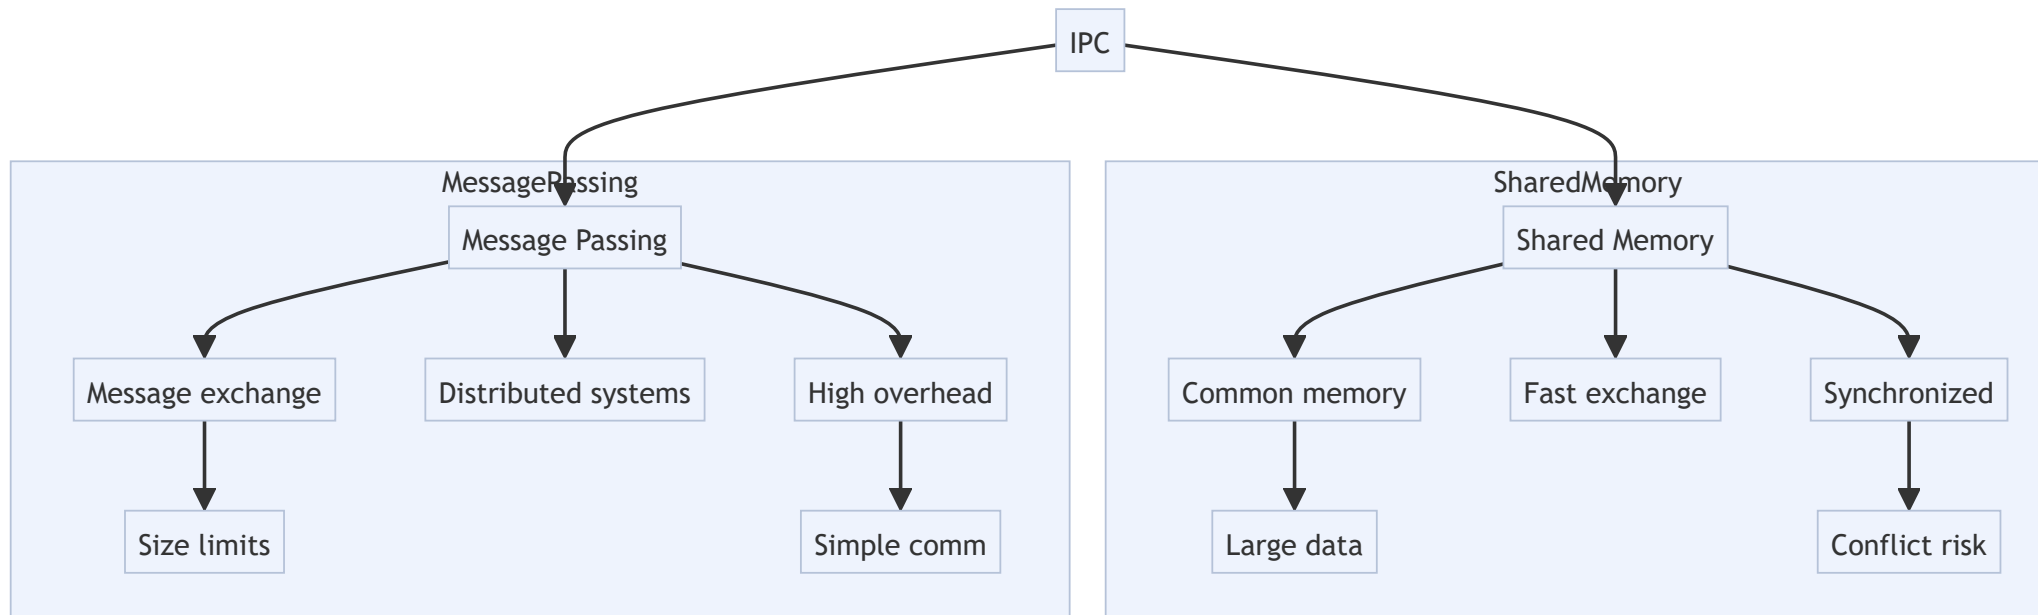 IPC
MessagePassing
SharedMemory
Message Passing
Shared Memory
Message exchange
Distributed systems
High overhead
Common memory
Fast exchange
Synchronized
Size limits
Simple comm
Large data
Conflict risk